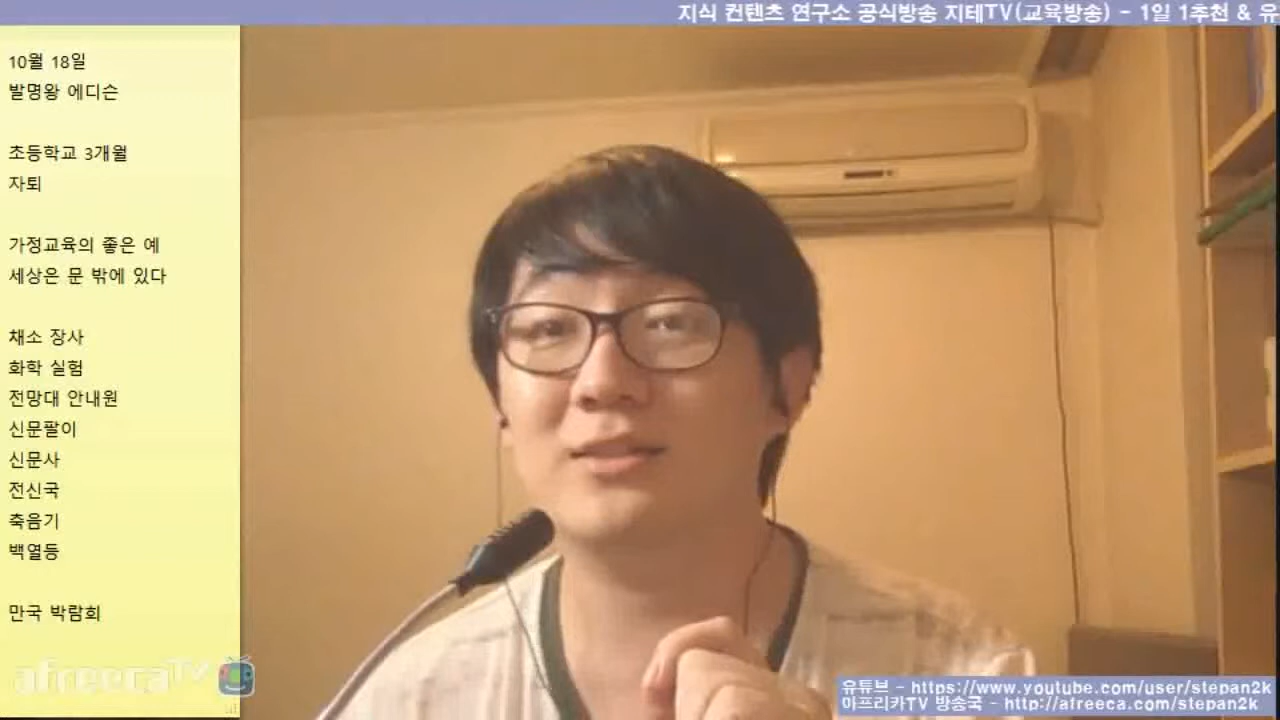 지식 컨텐츠 연구소 공식방송 지테TV(교육방송) - 1일 1추천 & 유
10월 18일
발명왕 에디슨
초등학교 3개월
자퇴
가정교육의 좋은 예
세상은 문 밖에 있다
채소 장사
화학 실험
전망대 안내원
신문팔이
신문사
전신국
축음기
백열등
만국 박람회
afreecaTV
유튜브 - https://www.youtube.com/user/stepan2k
아프리카TV 방송국 - http://afreeca.com/stepan2k